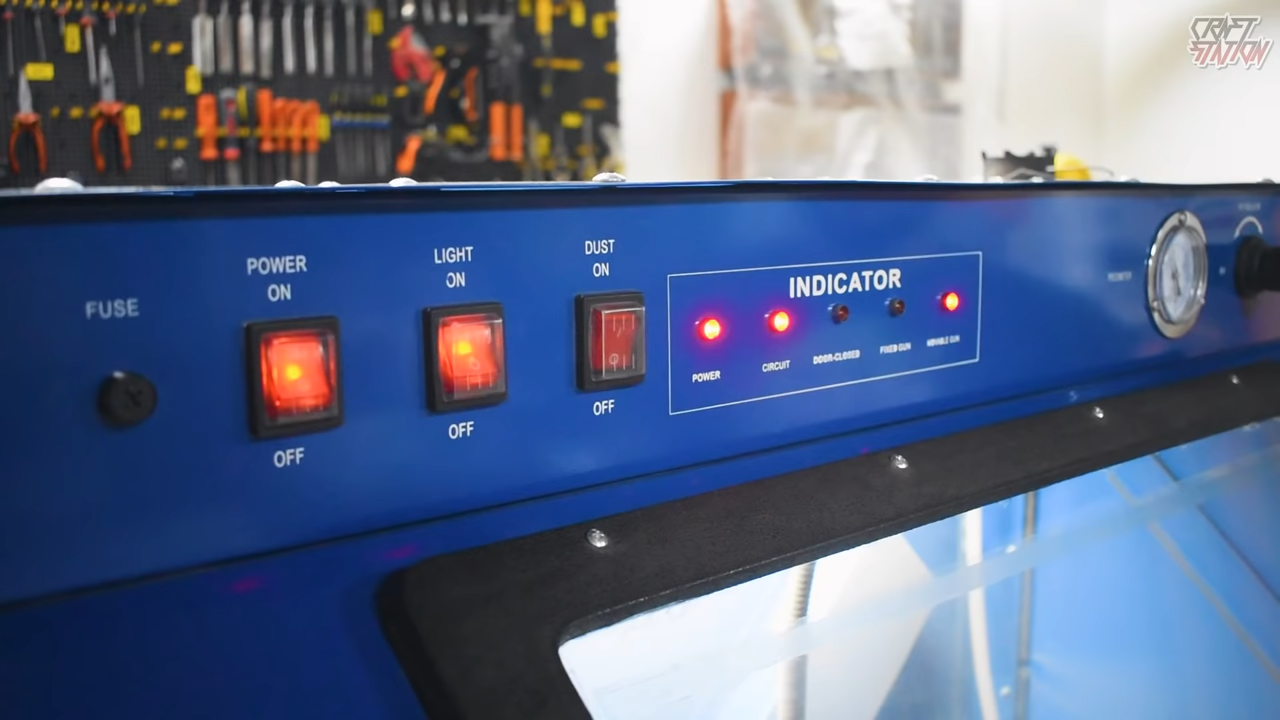 CRAFT
STATION
FUSE
POWER
ON
OFF
LIGHT
ON
OFF
DUST
ON
OFF
INDICATOR
POWER
CIRCUIT
DOOR-CLOSED
FIXED GUN
MOVABLE GUN